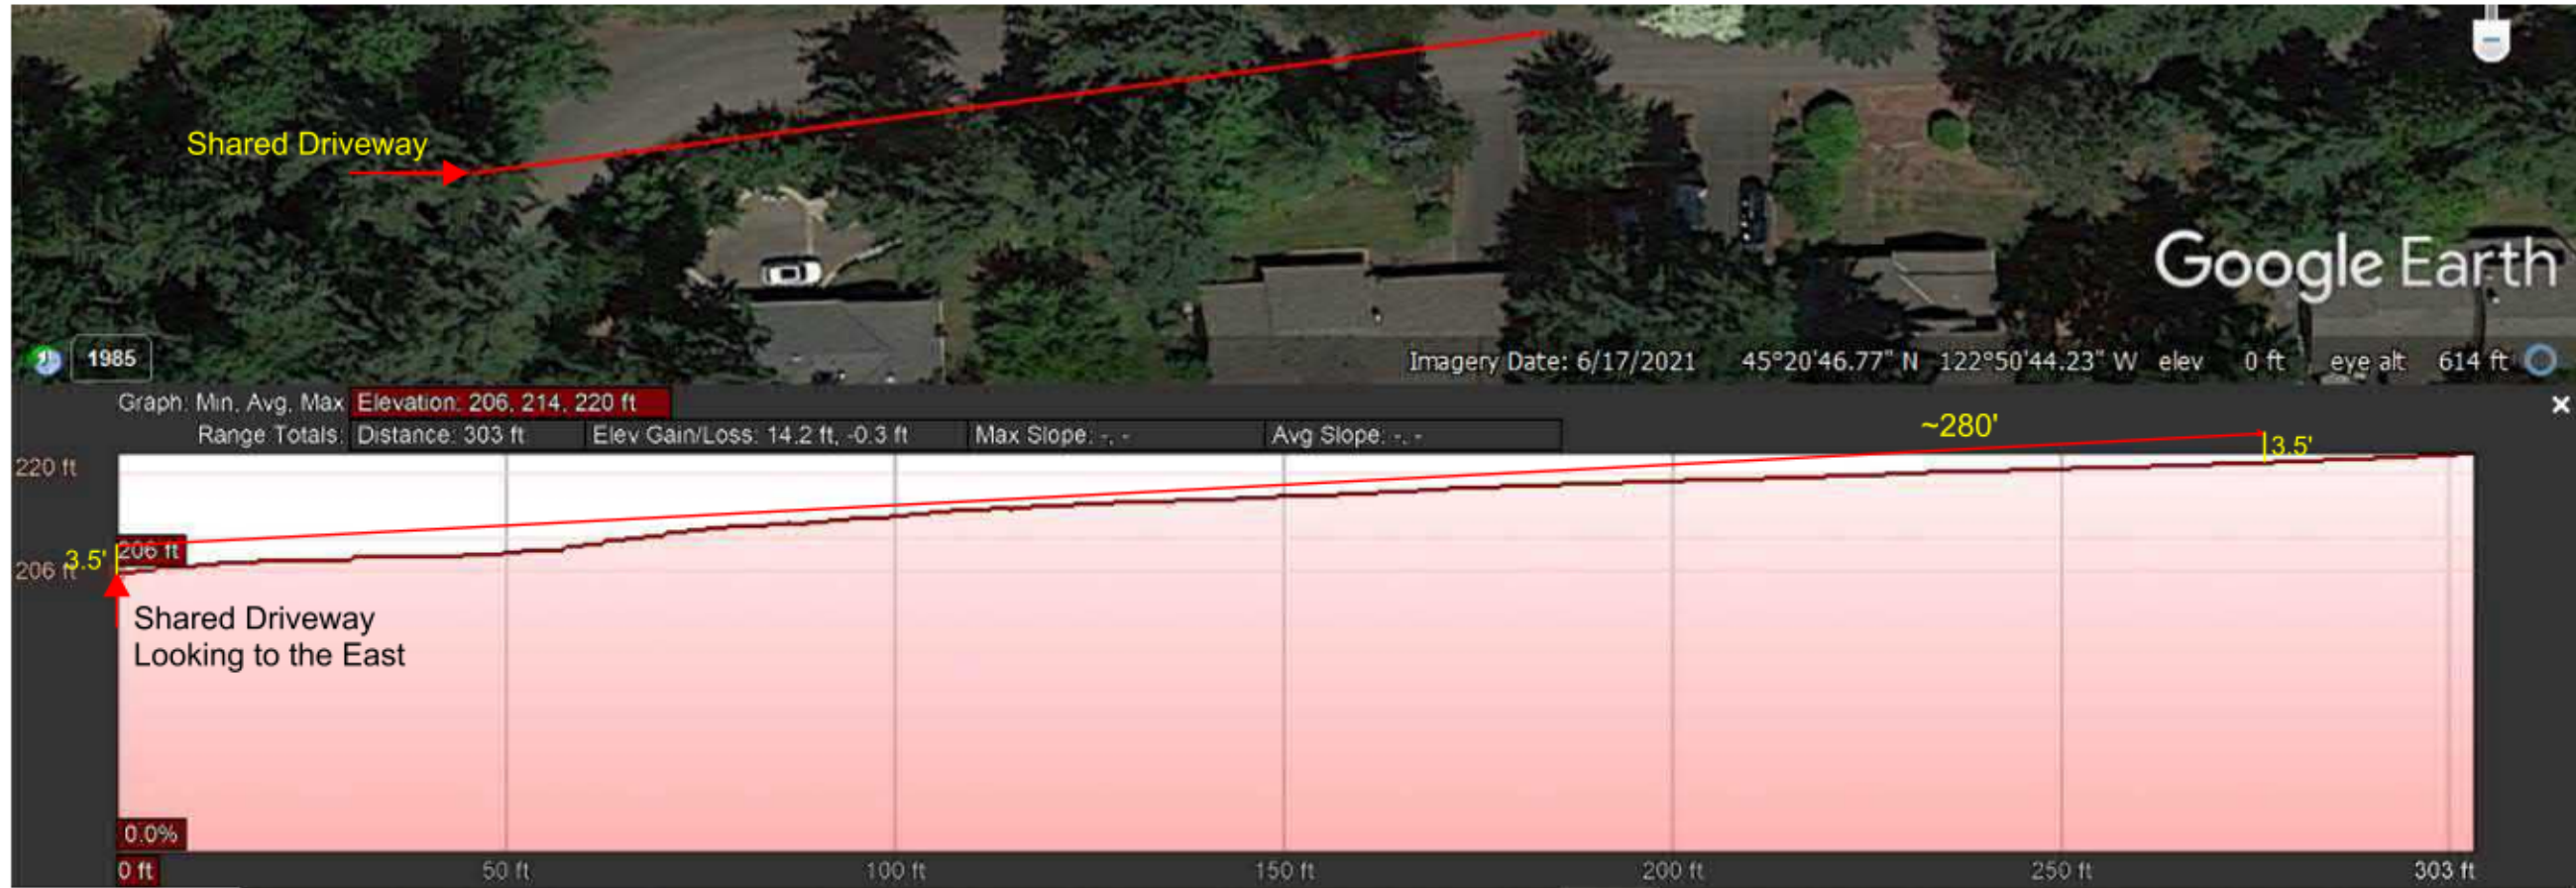 Shared Driveway
Google Earth
1985
Imagery Date: 6/17/2021 45°20'46.77" N 122°50'44.23" W elev 0 ft eye alt 614 ft
Graph: Min, Avg, Max Elevation: 206, 214, 220 ft
Range Totals: Distance: 303 ft Elev Gain/Loss: 14.2 ft, -0.3 ft Max Slope: -, - Avg Slope: -, -
~280'
3.5'
220 ft
206 ft
3.5'
206 ft
Shared Driveway
Looking to the East
0.0%
0 ft 50 ft 100 ft 150 ft 200 ft 250 ft 303 ft